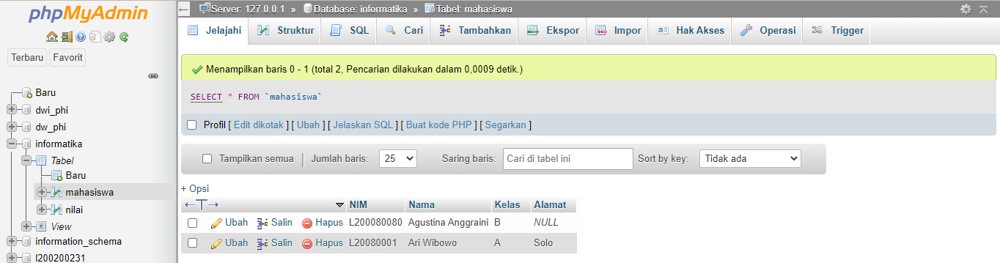 phpMyAdmin
Terbaru Favorit
Baru
dwi_phi
dw_phi
informatika
Tabel
Baru
mahasiswa
nilai
View
information_schema
l200200231
Server: 127.0.0.1 » Database: informatika » Tabel: mahasiswa
Jelajahi Struktur SQL Cari Tambahkan Ekspor Impor Hak Akses Operasi Trigger
Menampilkan baris 0 - 1 (total 2, Pencarian dilakukan dalam 0,0009 detik.)
SELECT * FROM `mahasiswa`
Profil [ Edit dikotak ] [ Ubah ] [ Jelaskan SQL ] [ Buat kode PHP ] [ Segarkan ]
Tampilkan semua | Jumlah baris: 25 Saring baris: Cari di tabel ini Sort by key: Tidak ada
+ Opsi
←T→ NIM Nama Kelas Alamat
Ubah Salin Hapus L200080080 Agustina Anggraini B NULL
Ubah Salin Hapus L20080001 Ari Wibowo A Solo